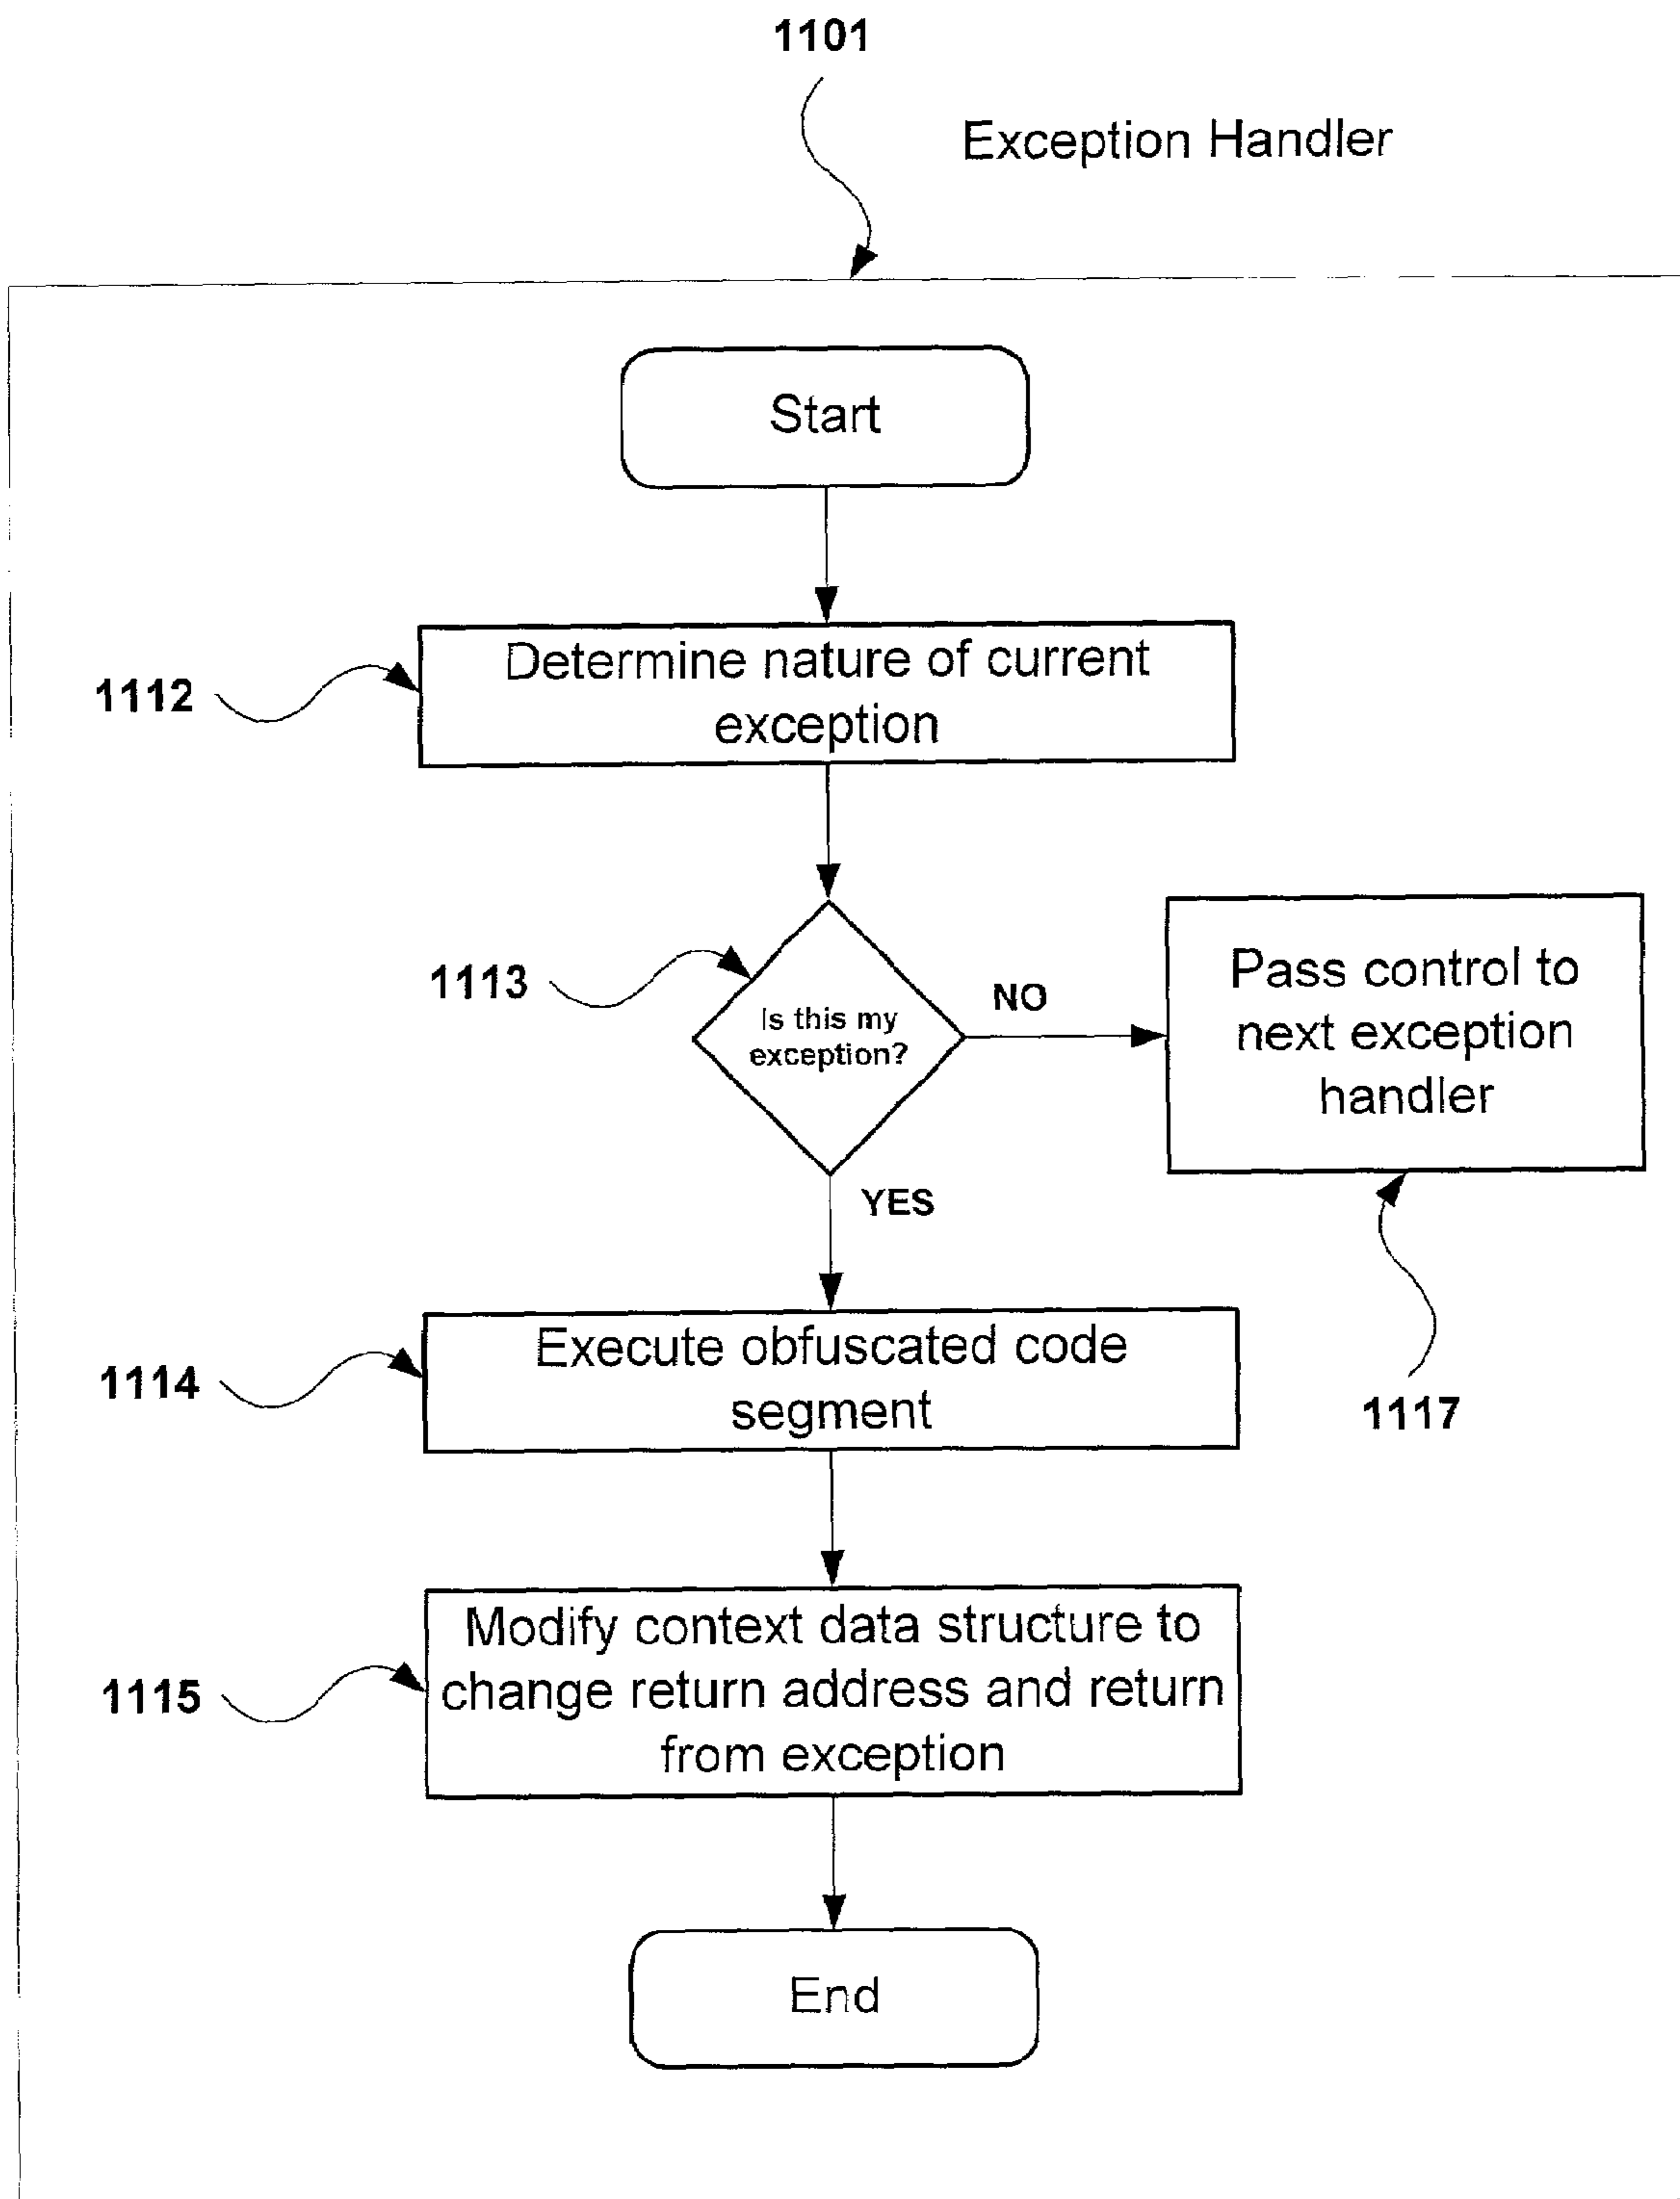 1101
Exception Handler
Start
Determine nature of current
exception
1112
1113
Is this my
exception?
NO
Pass control to
next exception
handler
YES
1117
Execute obfuscated code
segment
1114
Modify context data structure to
change return address and return
from exception
1115
End